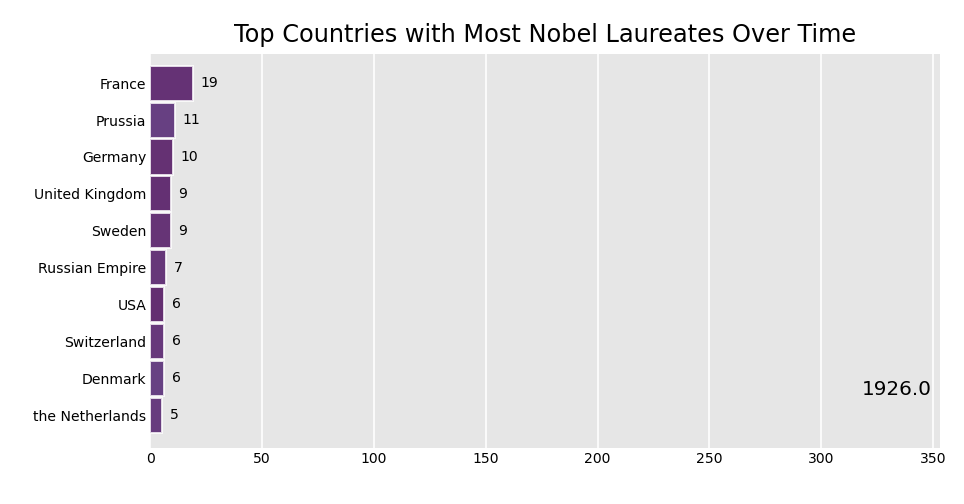 Top Countries with Most Nobel Laureates Over Time
France 19
Prussia 11
Germany 10
United Kingdom 9
Sweden 9
Russian Empire 7
USA 6
Switzerland 6
Denmark 6
1926.0
the Netherlands 5
0 50 100 150 200 250 300 350